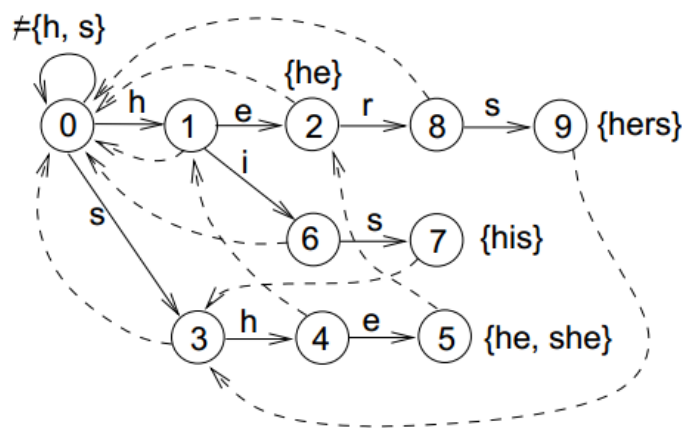 ≠{h, s}
{he}
0 h 1 e 2 r 8 s 9 {hers}
i
s 6 s 7 {his}
3 h 4 e 5 {he, she}